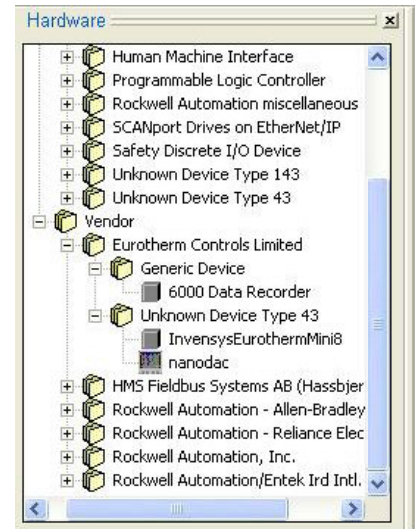 Hardware
Human Machine Interface
Programmable Logic Controller
Rockwell Automation miscellaneous
SCANport Drives on EtherNet/IP
Safety Discrete I/O Device
Unknown Device Type 143
Unknown Device Type 43
Vendor
Eurotherm Controls Limited
Generic Device
6000 Data Recorder
Unknown Device Type 43
InvensysEurothermMini8
nanodac
HMS Fieldbus Systems AB (Hassbjer
Rockwell Automation - Allen-Bradley
Rockwell Automation - Reliance Elec
Rockwell Automation, Inc.
Rockwell Automation/Entek Ird Intl.